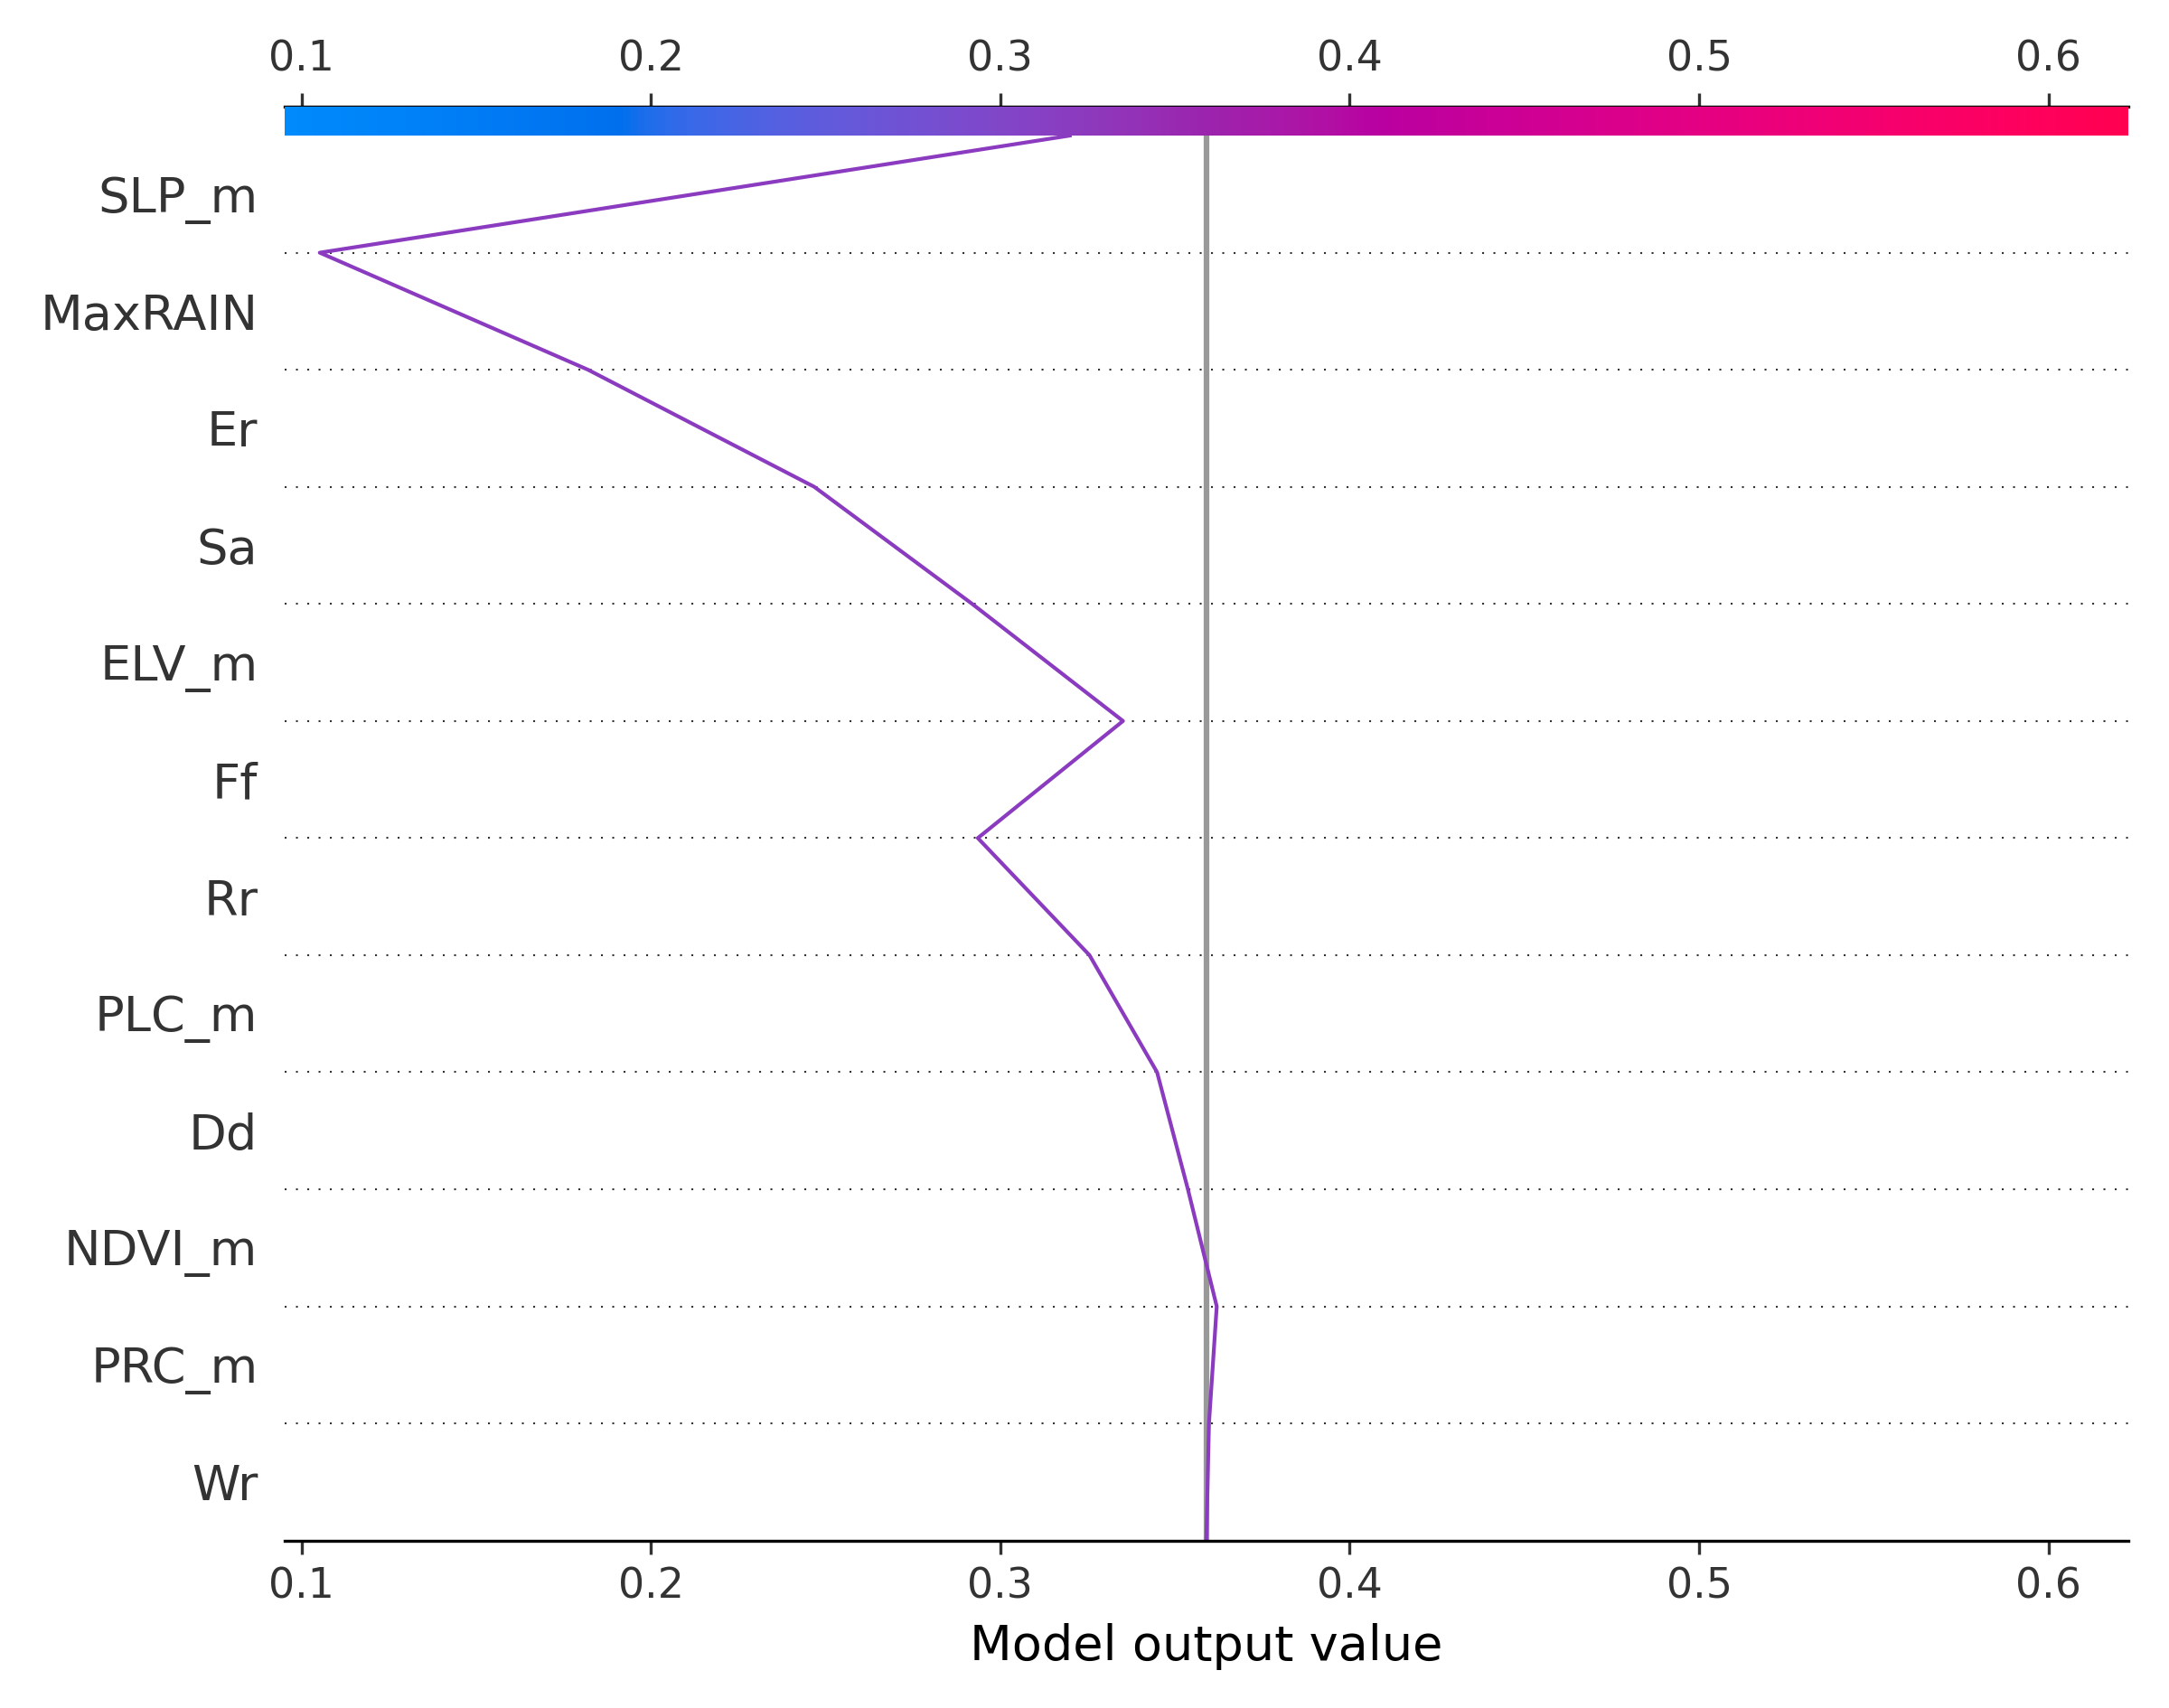 0.1 0.2 0.3 0.4 0.5 0.6
SLP_m
MaxRAIN
Er
Sa
ELV_m
Ff
Rr
PLC_m
Dd
NDVI_m
PRC_m
Wr
0.1 0.2 0.3 0.4 0.5 0.6
Model output value